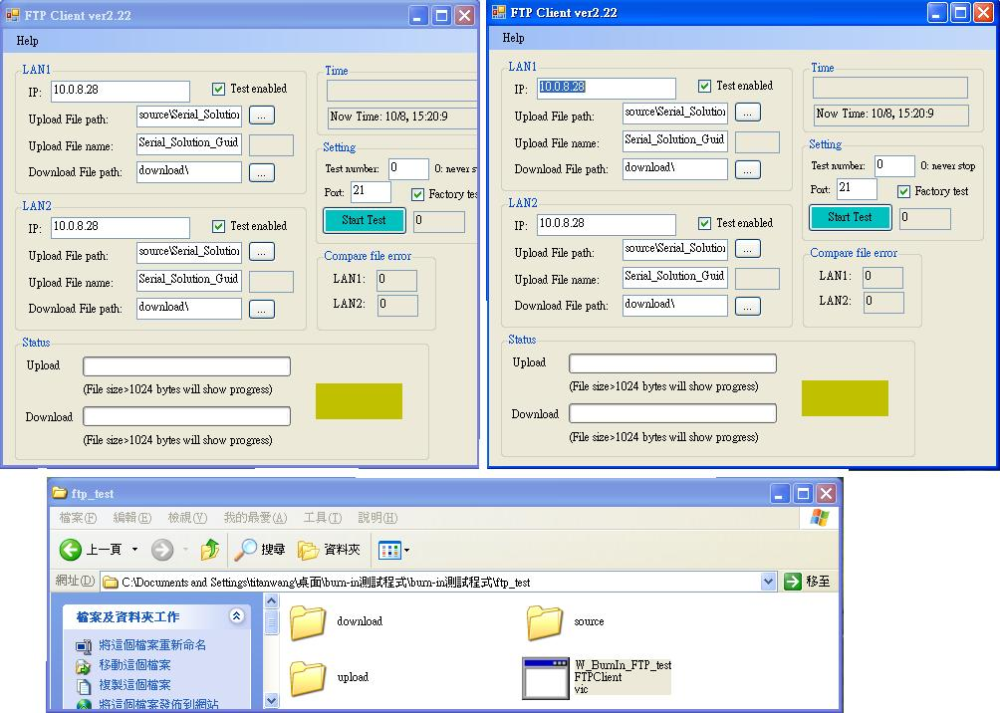 FTP Client ver2.22
Help
LAN1
IP: 10.0.8.28 Test enabled
Upload File path: source\Serial_Solution ...
Upload File name: Serial_Solution_Guid
Download File path: download\ ...
LAN2
IP: 10.0.8.28 Test enabled
Upload File path: source\Serial_Solution ...
Upload File name: Serial_Solution_Guid
Download File path: download\ ...
Time
Now Time: 10/8, 15:20:9
Setting
Test number: 0 0: never s
Port: 21 Factory tes
Start Test 0
Compare file error
LAN1: 0
LAN2: 0
Status
Upload
(File size>1024 bytes will show progress)
Download
(File size>1024 bytes will show progress)
FTP Client ver2.22
Help
LAN1
IP: 10.0.8.28 Test enabled
Upload File path: source\Serial_Solution ...
Upload File name: Serial_Solution_Guid
Download File path: download\ ...
LAN2
IP: 10.0.8.28 Test enabled
Upload File path: source\Serial_Solution ...
Upload File name: Serial_Solution_Guid
Download File path: download\ ...
Time
Now Time: 10/8, 15:20:9
Setting
Test number: 0 0: never stop
Port: 21 Factory test
Start Test 0
Compare file error
LAN1: 0
LAN2: 0
Status
Upload
(File size>1024 bytes will show progress)
Download
(File size>1024 bytes will show progress)
ftp_test
檔案(F) 編輯(E) 檢視(V) 我的最愛(A) 工具(T) 說明(H)
上一頁 搜尋 資料夾
網址(D) C:\Documents and Settings\titanwang\桌面\burn-in測試程式\burn-in測試程式\ftp_test 移至
檔案及資料夾工作
將這個檔案重新命名
移動這個檔案
複製這個檔案
將這個檔案發佈到網站
download
source
upload
W_BurnIn_FTP_test
FTPClient
vic